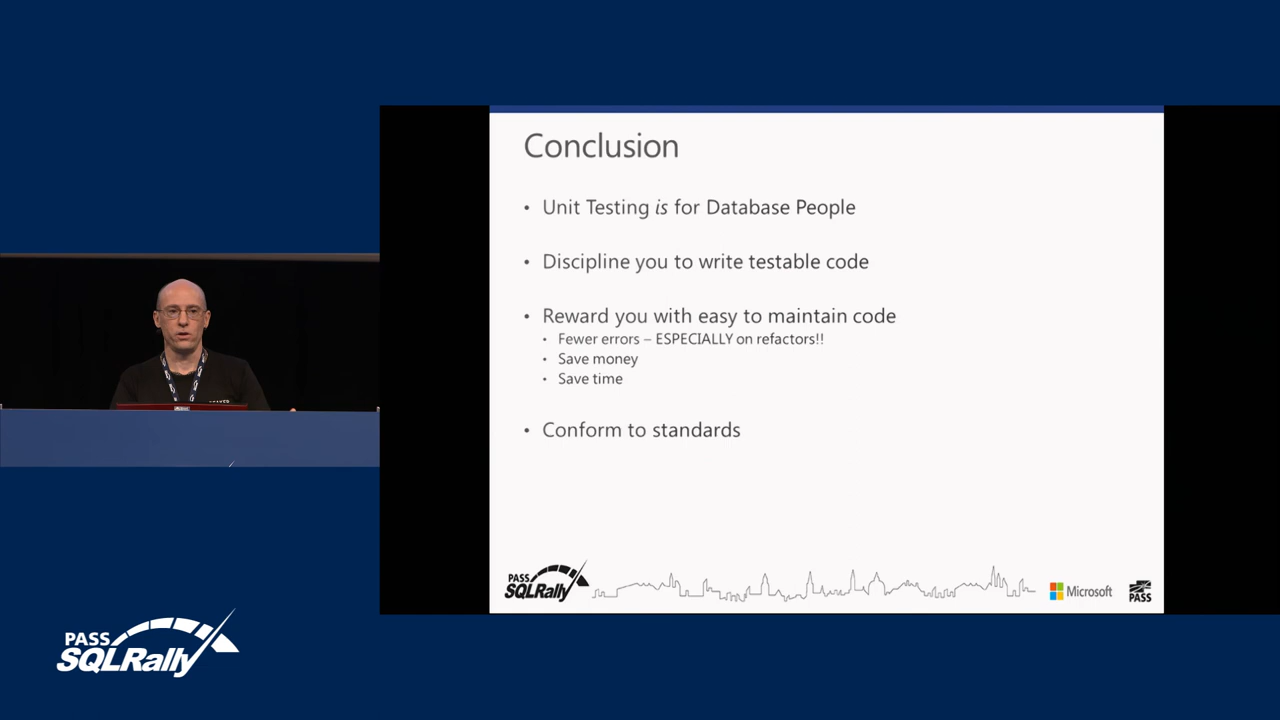 Conclusion
• Unit Testing is for Database People
• Discipline you to write testable code
• Reward you with easy to maintain code
• Fewer errors – ESPECIALLY on refactors!!
• Save money
• Save time
• Conform to standards
PASS
SQLRally
Microsoft
PASS
PASS
SQLRally